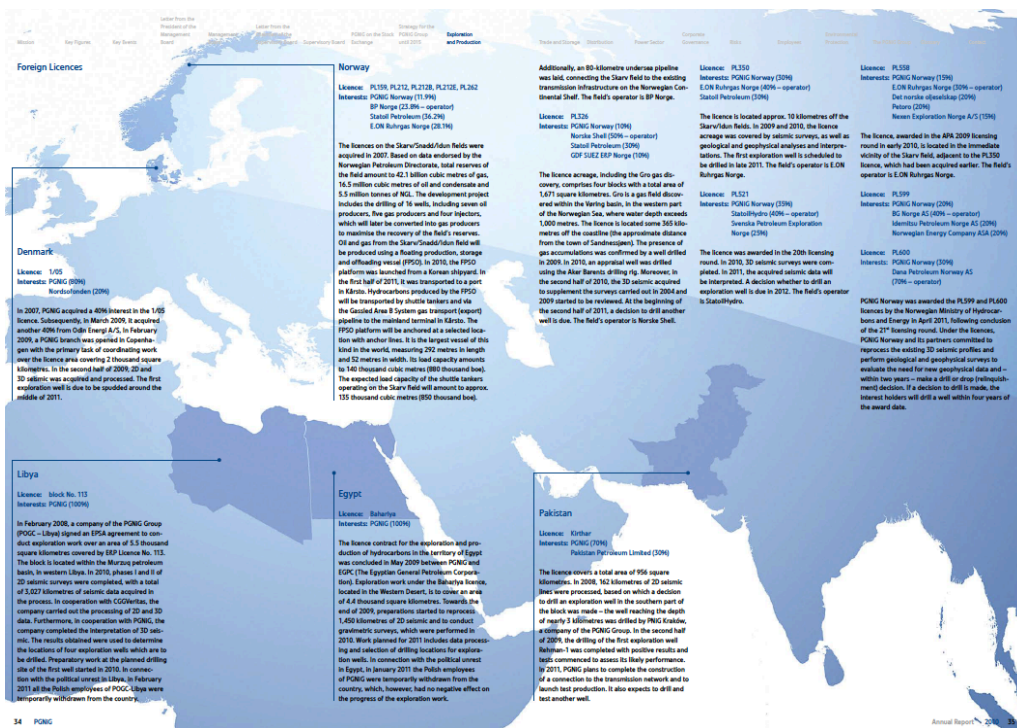 Letter from the
President of the
Management
Board
Strategy for the
PGNiG Group
until 2015
Mission
Key Figures
Key Events
Supervisory Board
PGNiG on the Stock
Exchange
Exploration
and Production
Trade and Storage
Distribution
Power Sector
Corporate
Governance
Risks
Employees
Foreign Licences
Denmark
Licence: 1/05
Interests: PGNiG (80%)
Nordsofonden (20%)
In 2007, PGNiG acquired a 40% interest in the 1/05
licence. Subsequently, in March 2009, it acquired
another 40% from Odin Energi A/S, in February
2009, a PGNiG branch was opened in Copenha-
gen with the primary task of coordinating work
over the licence area covering 2 thousand square
kilometres. In the second half of 2009, 2D and
3D seismic was acquired and processed. The first
exploration well is due to be spudded around the
middle of 2011.
Norway
Licence: PL159, PL212, PL212B, PL212E, PL262
Interests: PGNiG Norway (11.9%)
BP Norge (23.8% – operator)
Statoil Petroleum (36.2%)
E.ON Ruhrgas Norge (28.1%)
The licences on the Skarv/Snadd/Idun fields were
acquired in 2007. Based on data endorsed by the
Norwegian Petroleum Directorate, total reserves of
the field amount to 42.1 billion cubic metres of gas,
16.5 million cubic metres of oil and condensate and
5.5 million tonnes of NGL. The development project
includes the drilling of 16 wells, including seven oil
producers, five gas producers and four injectors,
which will later be converted into gas producers
to maximise the recovery of the field's reserves.
Oil and gas from the Skarv/Snadd/Idun field will
be produced using a floating production, storage
and offloading vessel (FPSO). In 2010, the FPSO
platform was launched from a Korean shipyard. In
the first half of 2011, it was transported to a port
in Kårsto. Hydrocarbons produced by the FPSO
will be transported by shuttle tankers and via
the Gassled Area B System gas transport (export)
pipeline to the mainland terminal in Kårsto. The
FPSO platform will be anchored at a selected loca-
tion with anchor lines. It is the largest vessel of this
kind in the world, measuring 292 metres in length
and 52 metres in width. Its load capacity amounts
to 140 thousand cubic metres (880 thousand boe).
The expected load capacity of the shuttle tankers
operating on the Skarv field will amount to approx.
135 thousand cubic metres (850 thousand boe).
Additionally, an 80-kilometre undersea pipeline
was laid, connecting the Skarv field to the existing
transmission infrastructure on the Norwegian Con-
tinental Shelf. The field's operator is BP Norge.
Licence: PL326
Interests: PGNiG Norway (10%)
Norske Shell (50% – operator)
Statoil Petroleum (30%)
GDF SUEZ E&P Norge (10%)
The licence acreage, including the Gro gas dis-
covery, comprises four blocks with a total area of
1,671 square kilometres. Gro is a gas field discov-
ered within the Vøring basin, in the western part
of the Norwegian Sea, where water depth exceeds
1,000 metres. The licence is located some 365 kilo-
metres off the coastline (the approximate distance
from the town of Sandnessjøen). The presence of
gas accumulations was confirmed by a well drilled
in 2009. In 2010, an appraisal well was drilled
using the Aker Barents drilling rig. Moreover, in
the second half of 2010, the 3D seismic acquired
to supplement the surveys carried out in 2004 and
2009 started to be reviewed. At the beginning of
the second half of 2011, a decision to drill another
well is due. The field's operator is Norske Shell.
Licence: PL350
Interests: PGNiG Norway (30%)
E.ON Ruhrgas Norge (40% – operator)
Statoil Petroleum (30%)
The licence is located approx. 10 kilometres off the
Skarv/Idun fields. In 2009 and 2010, the licence
acreage was covered by seismic surveys, as well as
geological and geophysical analyses and interpre-
tations. The first exploration well is scheduled to
be drilled in late 2011. The field's operator is E.ON
Ruhrgas Norge.
Licence: PL521
Interests: PGNiG Norway (35%)
StatoilHydro (40% – operator)
Svenska Petroleum Exploration
Norge (25%)
The licence was awarded in the 20th licensing
round. In 2010, 3D seismic surveys were com-
pleted. In 2011, the acquired seismic data will
be interpreted. A decision whether to drill an
exploration well is due in 2012. The field's operator
is StatoilHydro.
Licence: PL558
Interests: PGNiG Norway (15%)
E.ON Ruhrgas Norge (30% – operator)
Det norske oljeselskap (20%)
Petoro (20%)
Nexen Exploration Norge A/S (15%)
The licence, awarded in the APA 2009 licensing
round in early 2010, is located in the immediate
vicinity of the Skarv field, adjacent to the PL350
licence, which had been acquired earlier. The field's
operator is E.ON Ruhrgas Norge.
Licence: PL599
Interests: PGNiG Norway (20%)
BG Norge AS (40% – operator)
Idemitsu Petroleum Norge AS (20%)
Norwegian Energy Company ASA (20%)
Licence: PL600
Interests: PGNiG Norway (30%)
Dana Petroleum Norway AS
(70% – operator)
PGNiG Norway was awarded the PL599 and PL600
licences by the Norwegian Ministry of Hydrocar-
bons and Energy in April 2011, following conclusion
of the 21st licensing round. Under the licences,
PGNiG Norway and its partners committed to
reprocess the existing 3D seismic profiles and
perform geological and geophysical surveys to
evaluate the need for new geophysical data and –
within two years – make a drill or drop (relinquish-
ment) decision. If a decision to drill is made, the
interest holders will drill a well within four years of
the award date.
Libya
Licence: block No. 113
Interests: PGNiG (100%)
In February 2008, a company of the PGNiG Group
(POGC – Libya) signed an EPSA agreement to con-
duct exploration work over an area of 5.5 thousand
square kilometres covered by E&P Licence No. 113.
The block is located within the Murzuq petroleum
basin, in western Libya. In 2010, phases I and II of
2D seismic surveys were completed, with a total
of 3,027 kilometres of seismic data acquired in
the process. In cooperation with CGGVeritas, the
company carried out the processing of 2D and 3D
data. Furthermore, in cooperation with PGNiG, the
company completed the interpretation of 3D seis-
mic. The results obtained were used to determine
the locations of four exploration wells which are to
be drilled. Preparatory work at the planned drilling
site of the first well started in 2010. In connec-
tion with the political unrest in Libya, in February
2011 all the Polish employees of POGC-Libya were
temporarily withdrawn from the country.
Egypt
Licence: Bahariya
Interests: PGNiG (100%)
The licence contract for the exploration and pro-
duction of hydrocarbons in the territory of Egypt
was concluded in May 2009 between PGNiG and
EGPC (The Egyptian General Petroleum Corpora-
tion). Exploration work under the Bahariya licence,
located in the Western Desert, is to cover an area
of 4.4 thousand square kilometres. Towards the
end of 2009, preparations started to reprocess
1,450 kilometres of 2D seismic and to conduct
gravimetric surveys, which were performed in
2010. Work planned for 2011 includes data process-
ing and selection of drilling locations for explora-
tion wells. In connection with the political unrest
in Egypt, in January 2011 the Polish employees
of PGNiG were temporarily withdrawn from the
country, which, however, had no negative effect on
the progress of the exploration work.
Pakistan
Licence: Kirthar
Interests: PGNiG (70%)
Pakistan Petroleum Limited (30%)
The licence covers a total area of 956 square
kilometres. In 2008, 162 kilometres of 2D seismic
lines were processed, based on which a decision
to drill an exploration well in the southern part of
the block was made – the well reaching the depth
of nearly 3 kilometres was drilled by PNiG Kraków,
a company of the PGNiG Group. In the second half
of 2009, the drilling of the first exploration well
Rehman-1 was completed with positive results and
tests commenced to assess its likely performance.
In 2011, PGNiG plans to complete the construction
of a connection to the transmission network and to
launch test production. It also expects to drill and
test another well.
34 PGNiG
Annual Report 2010 35